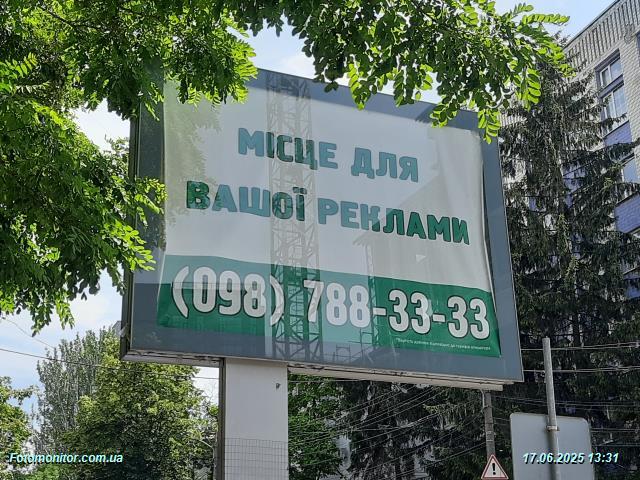 МІСЦЕ ДЛЯ
ВАШОЇ РЕКЛАМИ
(098) 788-33-33
Fotomonitor.com.ua
17.06.2025 13:31